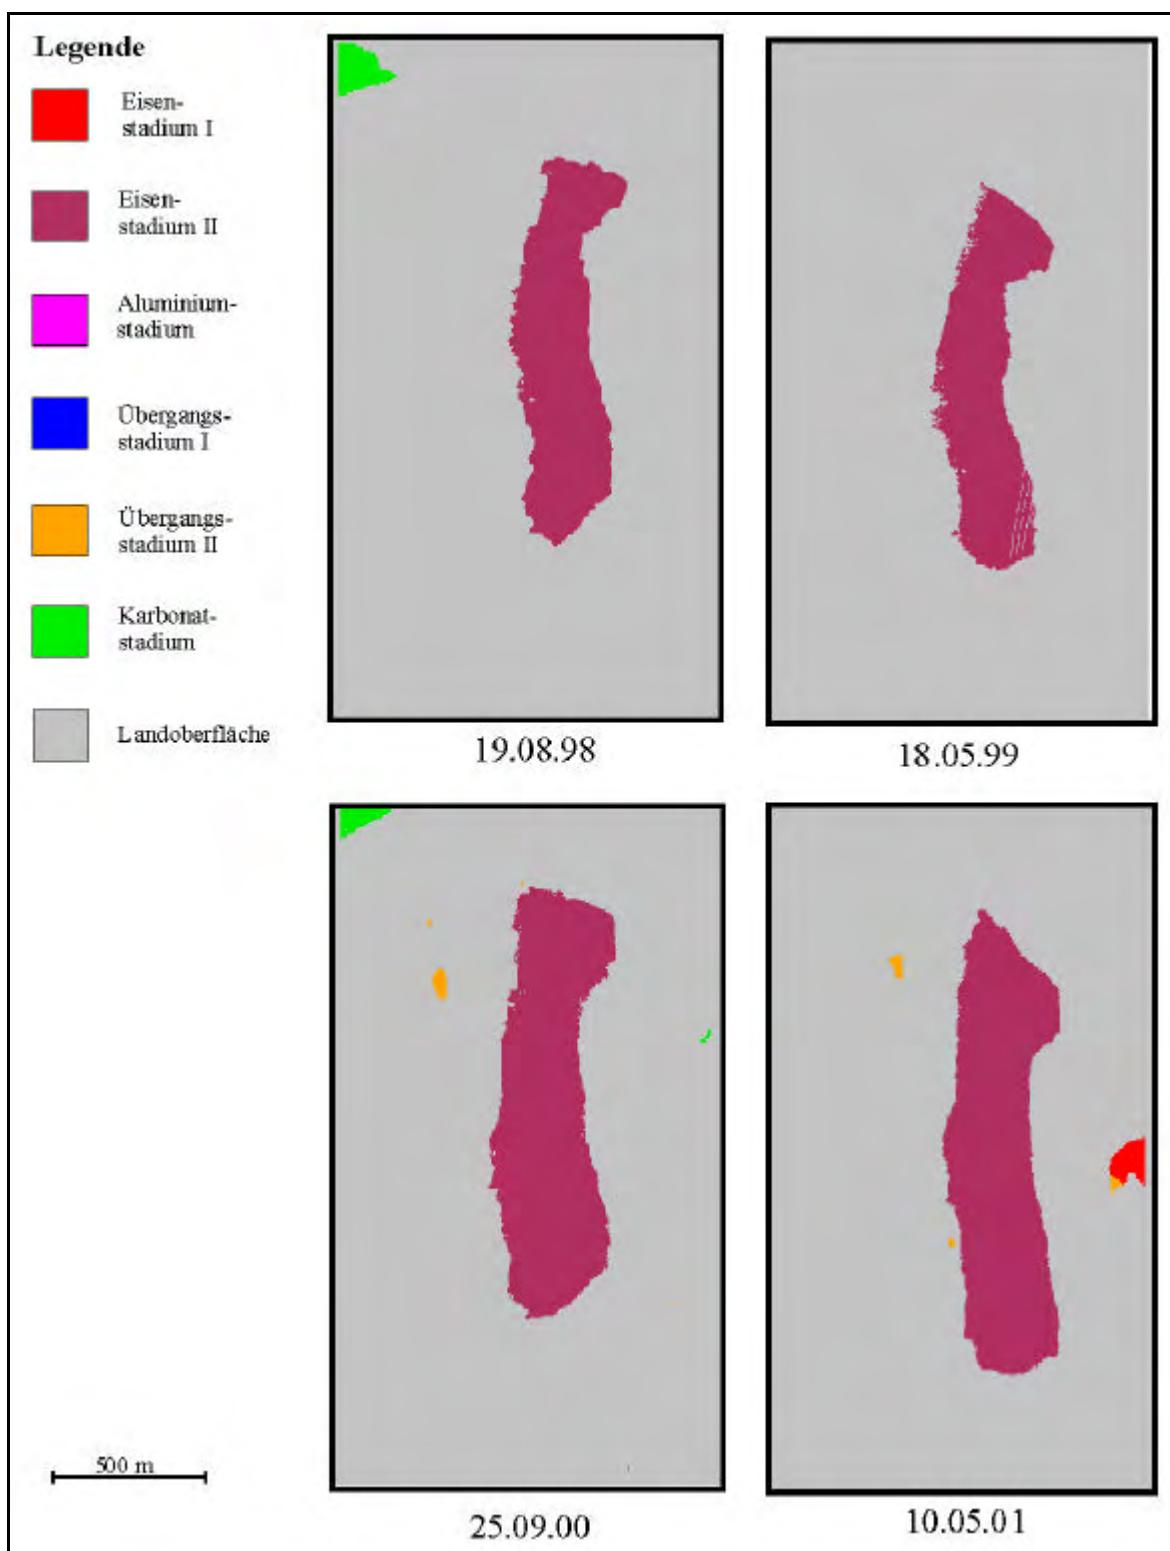 Legende
Eisen-
stadium I
Eisen-
stadium II
Aluminium-
stadium
Übergangs-
stadium I
Übergangs-
stadium II
Karbonat-
stadium
Landoberfläche
19.08.98
18.05.99
500 m
25.09.00
10.05.01